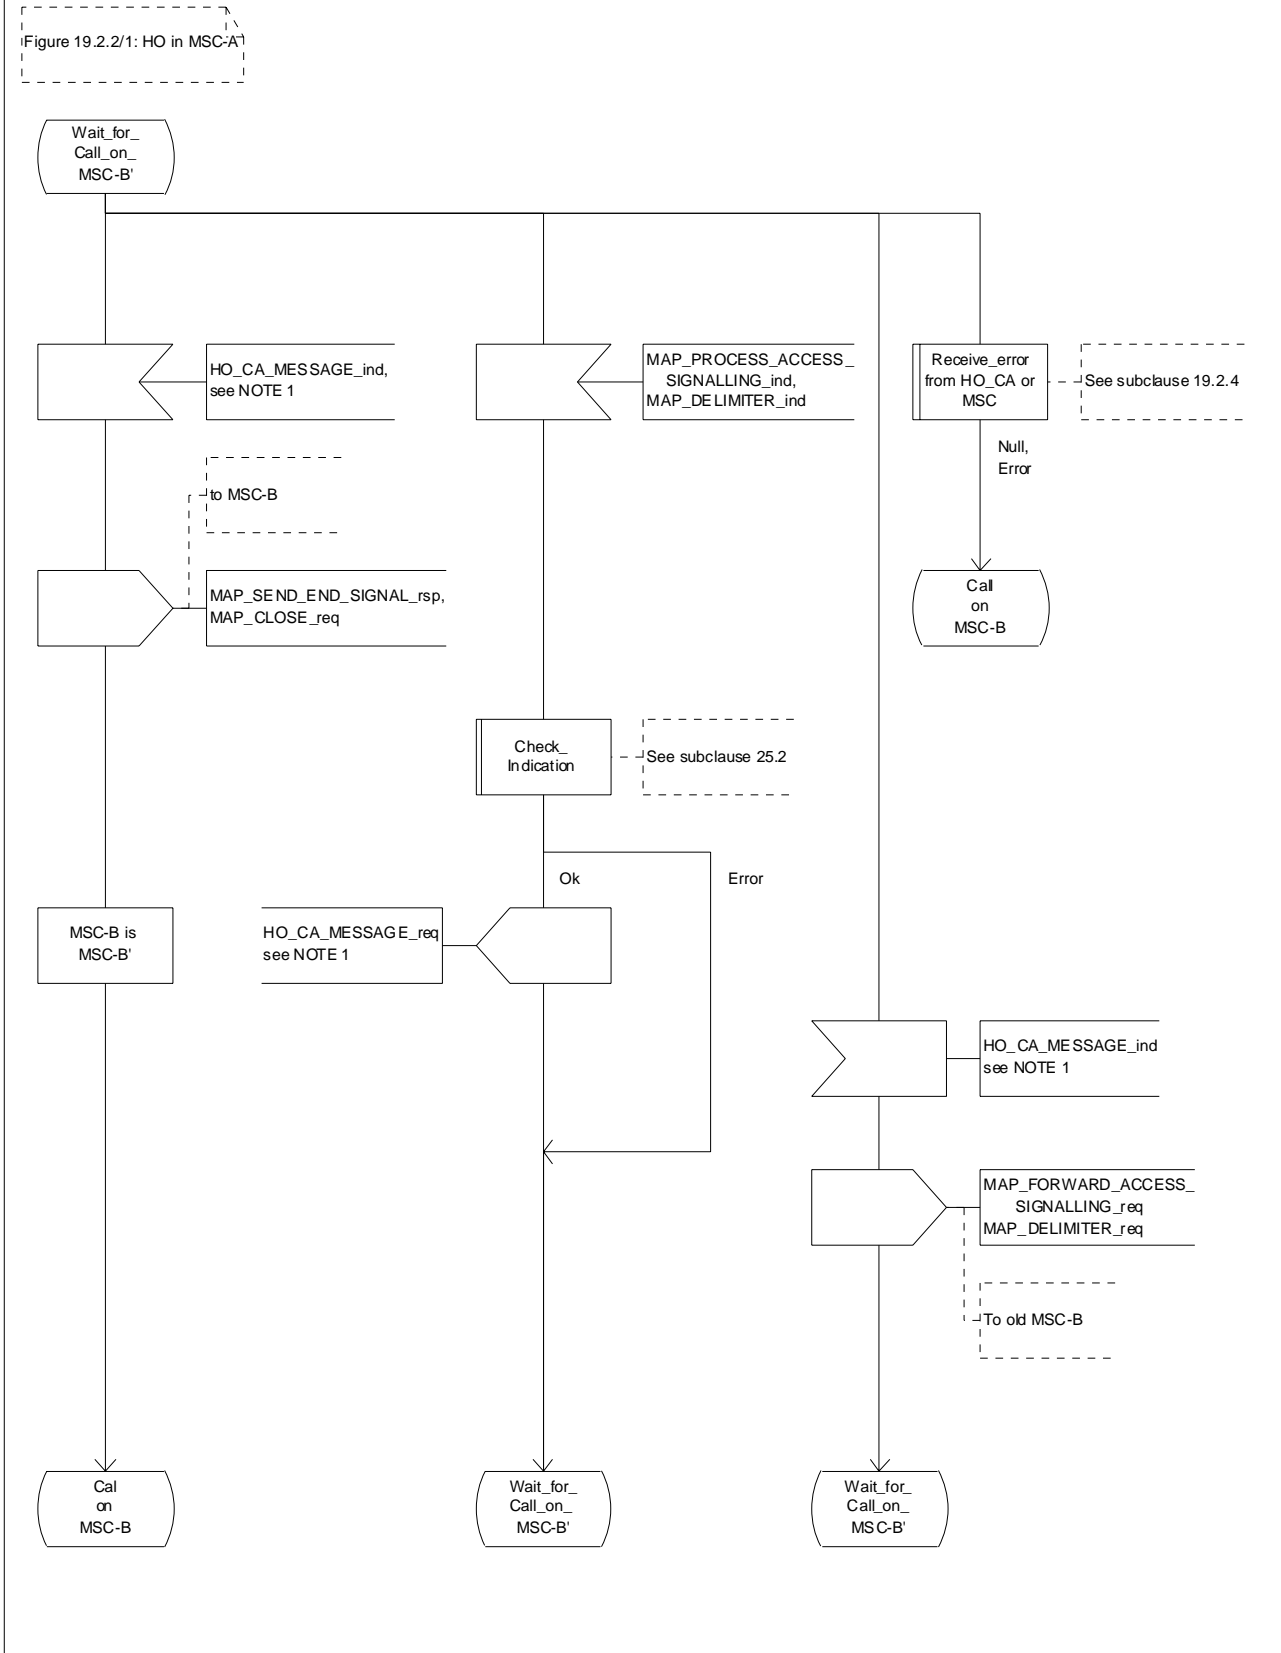 Figure 19.2.2/1: HO in MSC-A
Wait_for_
Call_on_
MSC-B'
HO_CA_MESSAGE_ind,
see NOTE 1
MAP_PROCESS_ACCESS_
SIGNALLING_ind,
MAP_DELIMITER_ind
Receive_error
from HO_CA or
MSC
See subclause 19.2.4
Null,
Error
to MSC-B
MAP_SEND_END_SIGNAL_rsp,
MAP_CLOSE_req
Call
on
MSC-B
Check_
Indication
See subclause 25.2
Ok
Error
MSC-B is
MSC-B'
HO_CA_MESSAGE_req
see NOTE 1
HO_CA_MESSAGE_ind
see NOTE 1
MAP_FORWARD_ACCESS_
SIGNALLING_req
MAP_DELIMITER_req
To old MSC-B
Cal
on
MSC-B
Wait_for_
Call_on_
MSC-B'
Wait_for_
Call_on_
MSC-B'